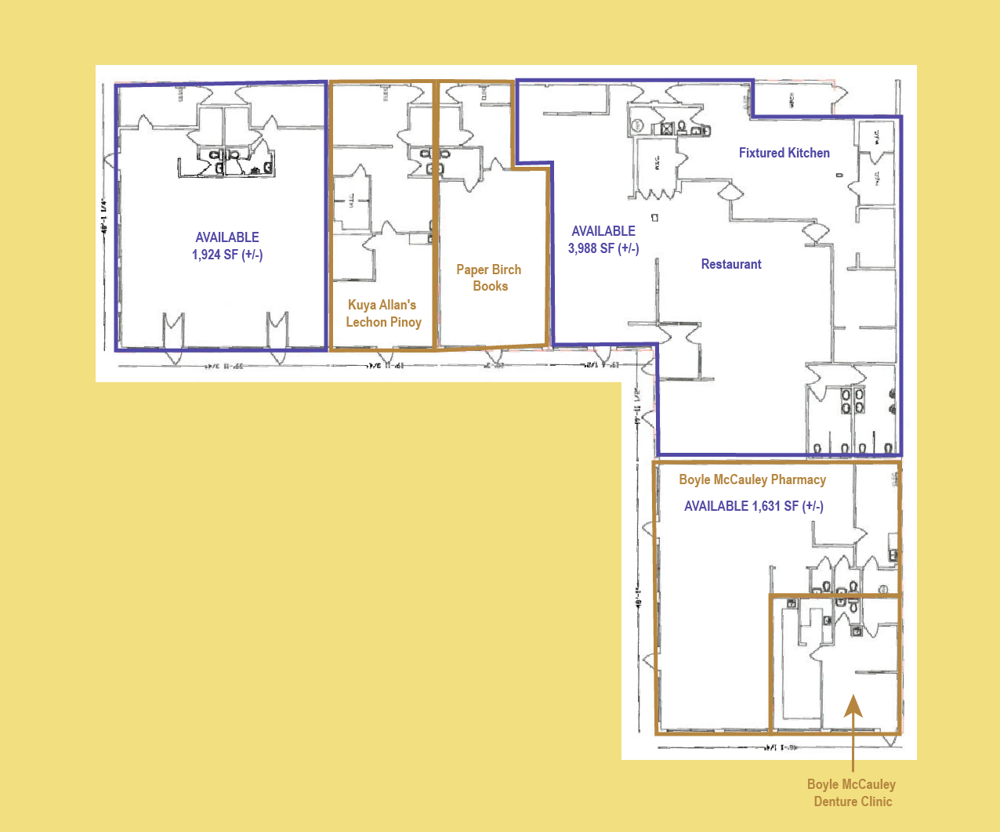 AVAILABLE
1,924 SF (+/-)
Kuya Allan's
Lechon Pinoy
Paper Birch
Books
AVAILABLE
3,988 SF (+/-)
Fixtured Kitchen
Restaurant
Boyle McCauley Pharmacy
AVAILABLE 1,631 SF (+/-)
Boyle McCauley
Denture Clinic